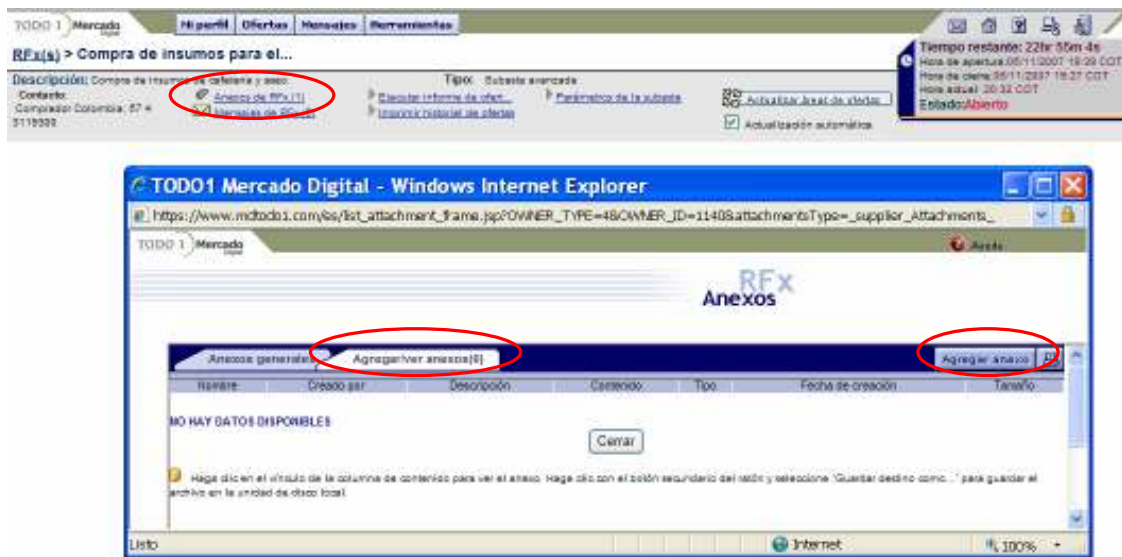 TODO 1 Mercado Digital
Mi perfil Ofertas Mensajes Herramientas
RFx(s) > Compra de insumos para el...
Tiempo restante: 22hr 55m 4s
Hora de apertura: 05/11/2007 19:29 COT
Hora de cierre: 06/11/2007 19:27 COT
Hora actual: 20:32 COT
Estado: Abierto
Descripción: Compra de insumos de cafetería y aseo
Tipo: Subasta avanzada
Contacto:
Comprador Colombia, 57 4
Anexos de RFx (1)
Mensajes de RFx
Ejecutar informe de ofert...
Imprimir historial de ofertas
Parámetros de la subasta
Actualizar áreas de ofertas
Actualización automática
TODO1 Mercado Digital - Windows Internet Explorer
https://www.mdtodo1.com/es/list_attachment_frame.jsp?OWNER_TYPE=48OWNER_ID=11408attachmentsType=_supplier_Attachments_
TODO 1 Mercado Digital
Ayuda
RFx
Anexos
Anexos generales Agregar/ver anexos(0) Agregar anexo
Nombre Creado por Descripción Contenido Tipo Fecha de creación Tamaño
NO HAY DATOS DISPONIBLES
Cerrar
Haga clic en el vínculo de la columna de contenido para ver el anexo. Haga clic con el botón secundario del ratón y seleccione 'Guardar destino como...' para guardar el
archivo en la unidad de disco local.
Listo Internet 100%